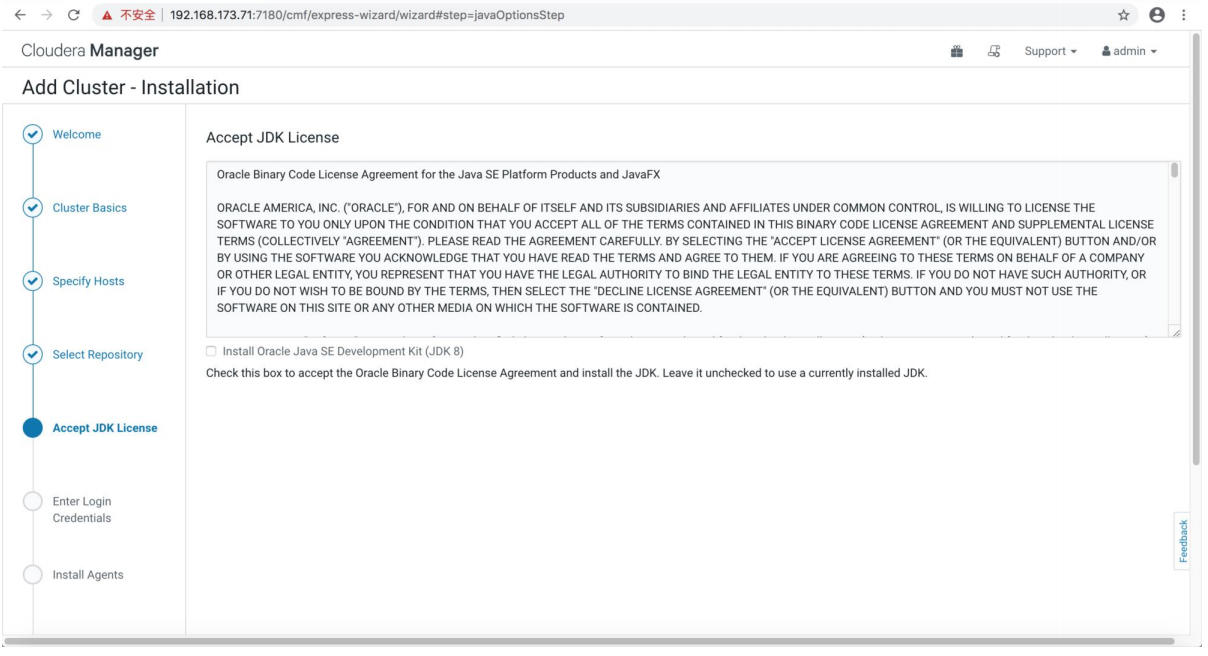 不安全 192.168.173.71:7180/cmf/express-wizard/wizard#step=javaOptionsStep
Cloudera Manager
Support
admin
Add Cluster - Installation
Welcome
Cluster Basics
Specify Hosts
Select Repository
Accept JDK License
Enter Login
Credentials
Install Agents
Accept JDK License
Oracle Binary Code License Agreement for the Java SE Platform Products and JavaFX
ORACLE AMERICA, INC. ("ORACLE"), FOR AND ON BEHALF OF ITSELF AND ITS SUBSIDIARIES AND AFFILIATES UNDER COMMON CONTROL, IS WILLING TO LICENSE THE
SOFTWARE TO YOU ONLY UPON THE CONDITION THAT YOU ACCEPT ALL OF THE TERMS CONTAINED IN THIS BINARY CODE LICENSE AGREEMENT AND SUPPLEMENTAL LICENSE
TERMS (COLLECTIVELY "AGREEMENT"). PLEASE READ THE AGREEMENT CAREFULLY. BY SELECTING THE "ACCEPT LICENSE AGREEMENT" (OR THE EQUIVALENT) BUTTON AND/OR
BY USING THE SOFTWARE YOU ACKNOWLEDGE THAT YOU HAVE READ THE TERMS AND AGREE TO THEM. IF YOU ARE AGREEING TO THESE TERMS ON BEHALF OF A COMPANY
OR OTHER LEGAL ENTITY, YOU REPRESENT THAT YOU HAVE THE LEGAL AUTHORITY TO BIND THE LEGAL ENTITY TO THESE TERMS. IF YOU DO NOT HAVE SUCH AUTHORITY, OR
IF YOU DO NOT WISH TO BE BOUND BY THE TERMS, THEN SELECT THE "DECLINE LICENSE AGREEMENT" (OR THE EQUIVALENT) BUTTON AND YOU MUST NOT USE THE
SOFTWARE ON THIS SITE OR ANY OTHER MEDIA ON WHICH THE SOFTWARE IS CONTAINED.
Install Oracle Java SE Development Kit (JDK 8)
Check this box to accept the Oracle Binary Code License Agreement and install the JDK. Leave it unchecked to use a currently installed JDK.
Feedback